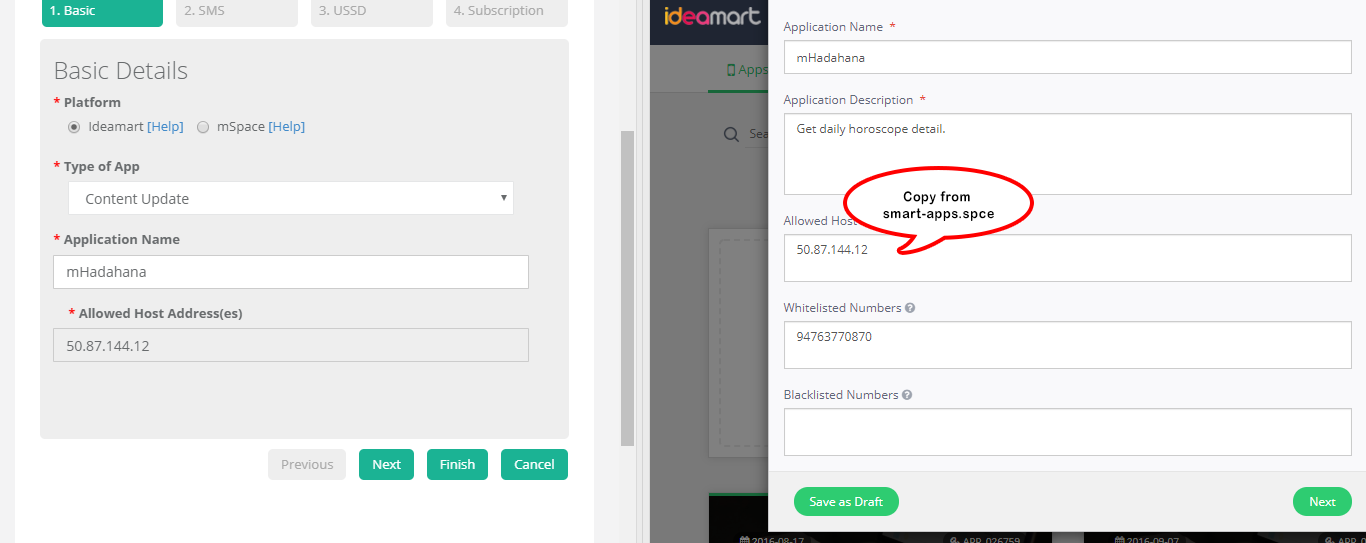 1. Basic
2. SMS
3. USSD
4. Subscription
Basic Details
* Platform
Ideamart [Help]
mSpace [Help]
* Type of App
Content Update
* Application Name
mHadahana
* Allowed Host Address(es)
50.87.144.12
Previous
Next
Finish
Cancel
ideamart
Apps
Sea
Application Name *
mHadahana
Application Description *
Get daily horoscope detail.
Copy from
smart-apps.spce
Allowed Host
50.87.144.12
Whitelisted Numbers
94763770870
Blacklisted Numbers
Save as Draft
Next
2016-08-17
APP_026759
2016-09-07
APP_0